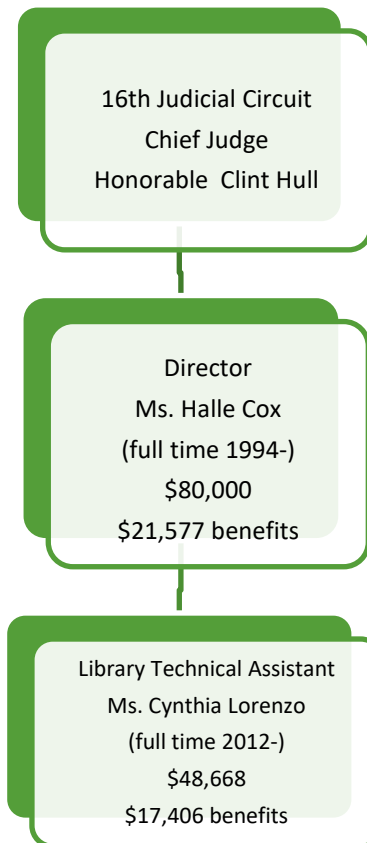 16th Judicial Circuit
Chief Judge
Honorable Clint Hull
Director
Ms. Halle Cox
(full time 1994-)
$80,000
$21,577 benefits
Library Technical Assistant
Ms. Cynthia Lorenzo
(full time 2012-)
$48,668
$17,406 benefits